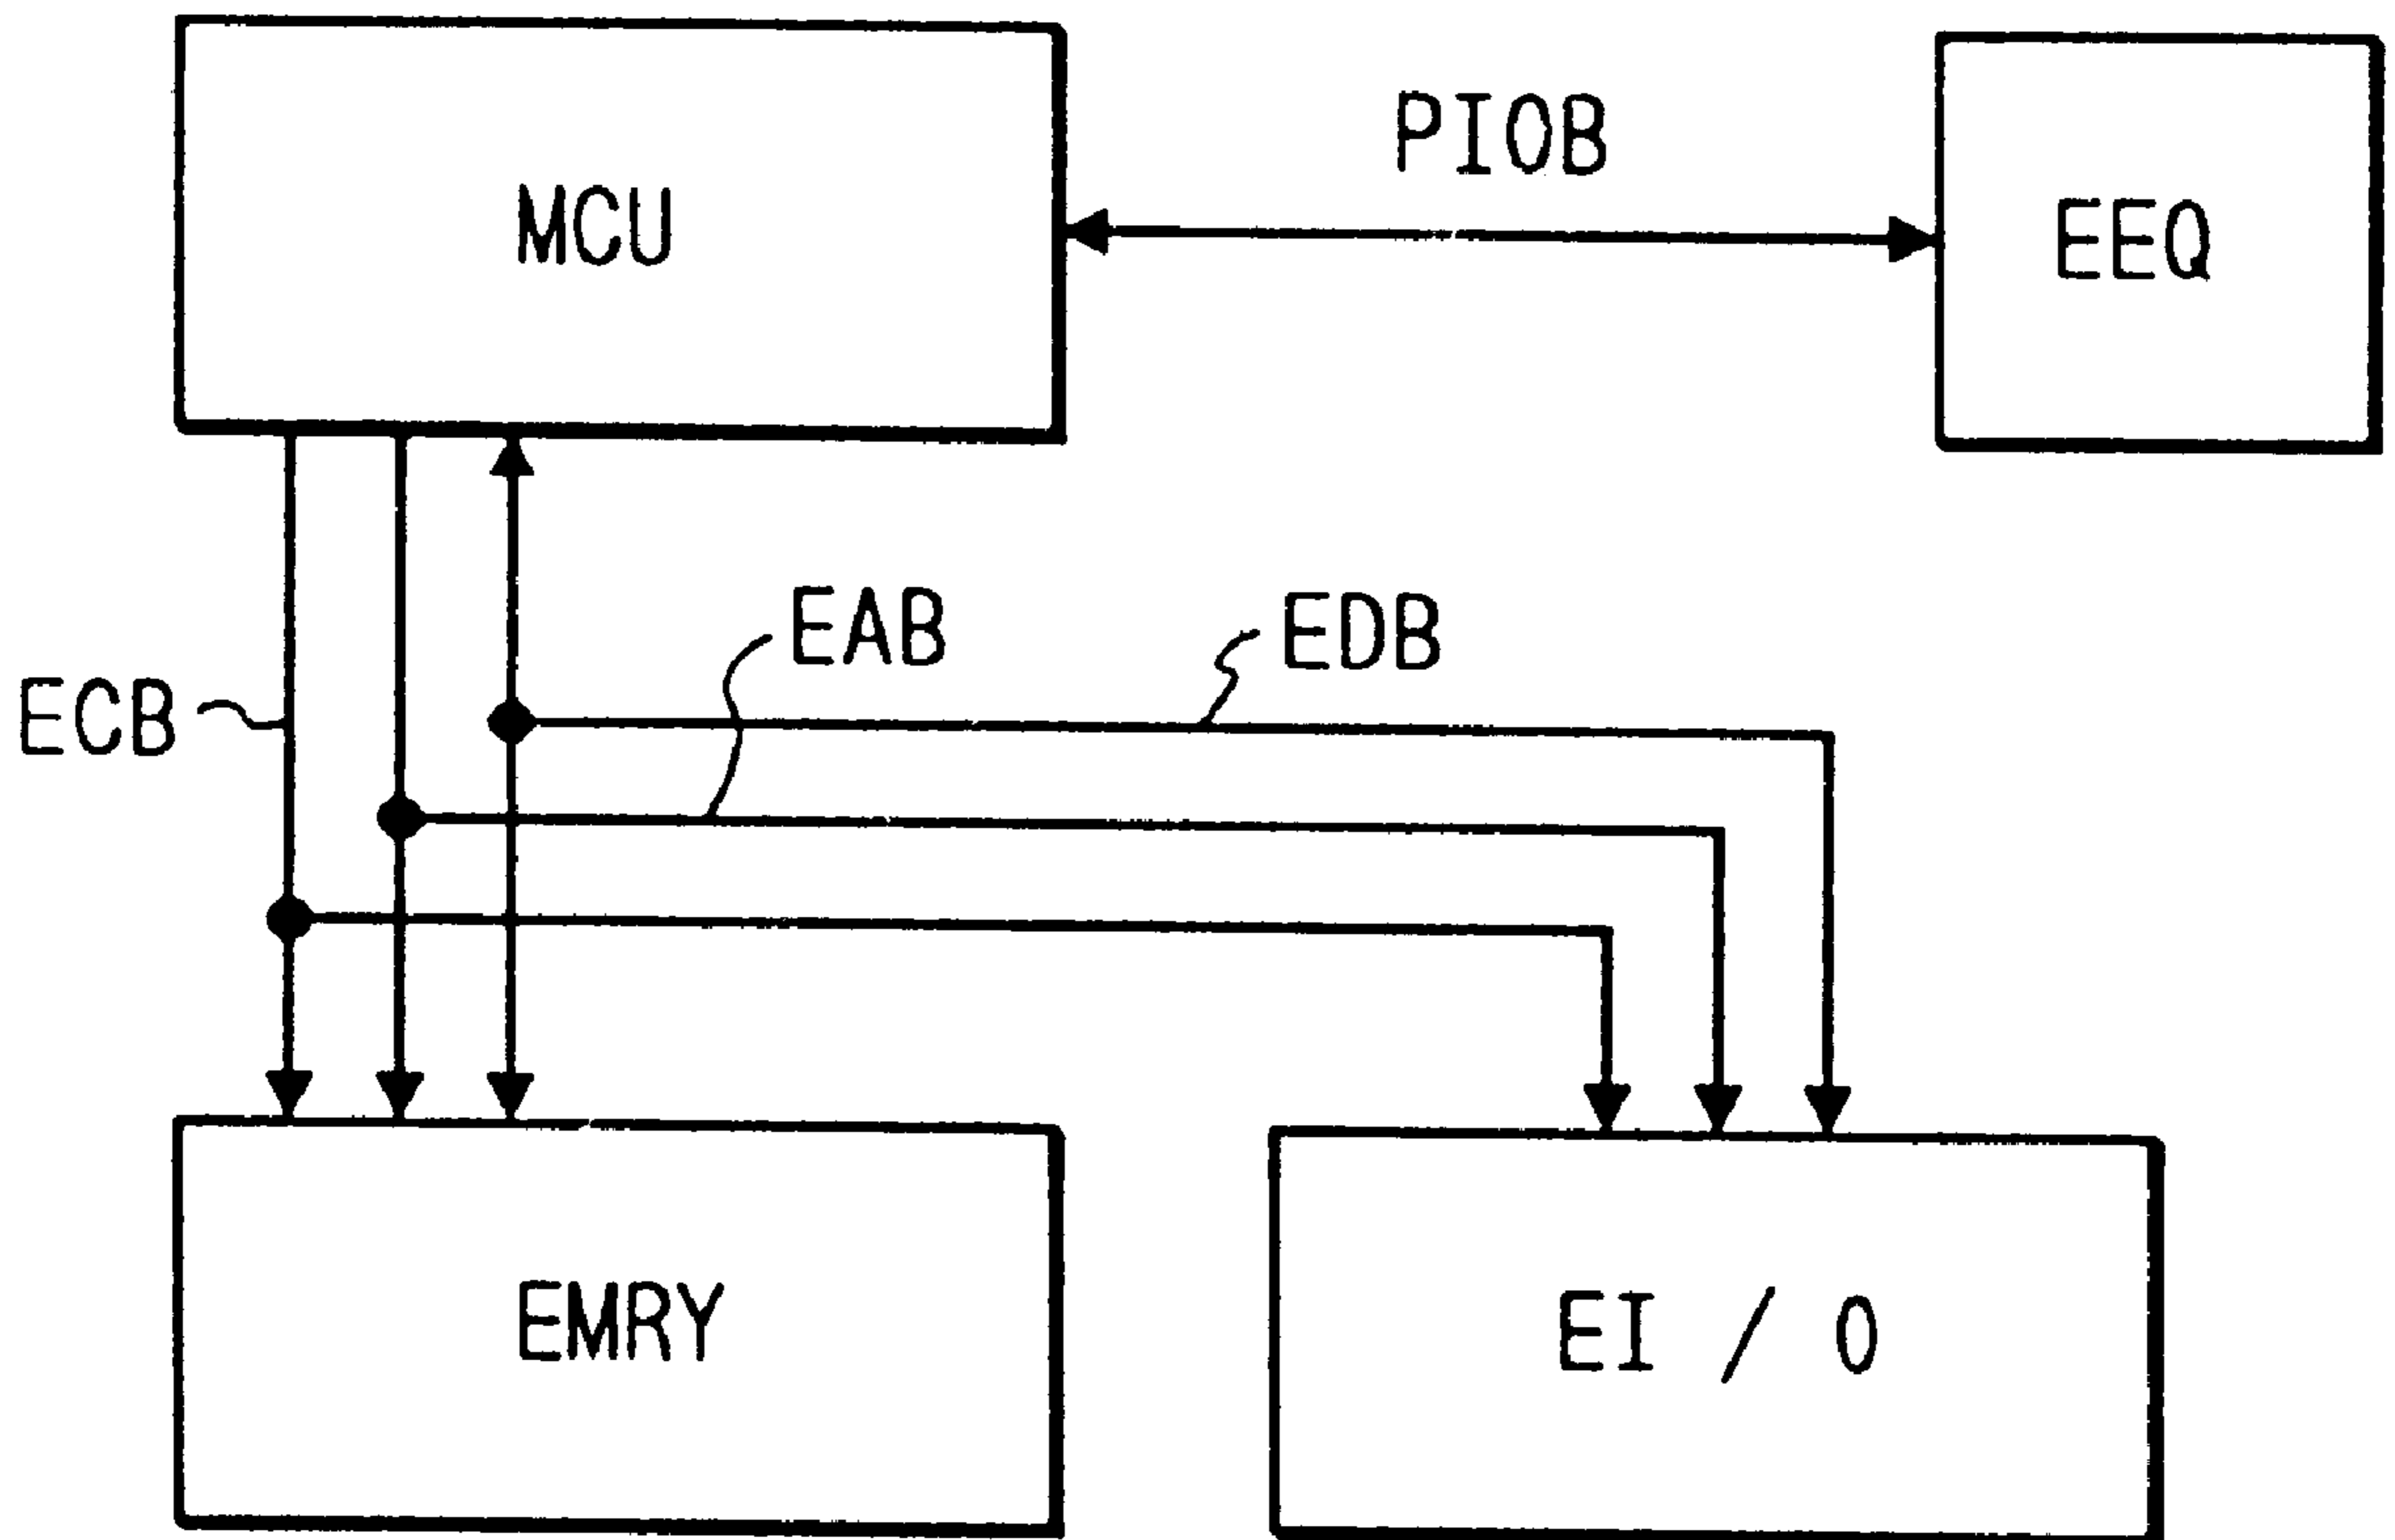 PIOB
MCU
EEQ
EAB
EDB
ECB
EMRY
EI / O